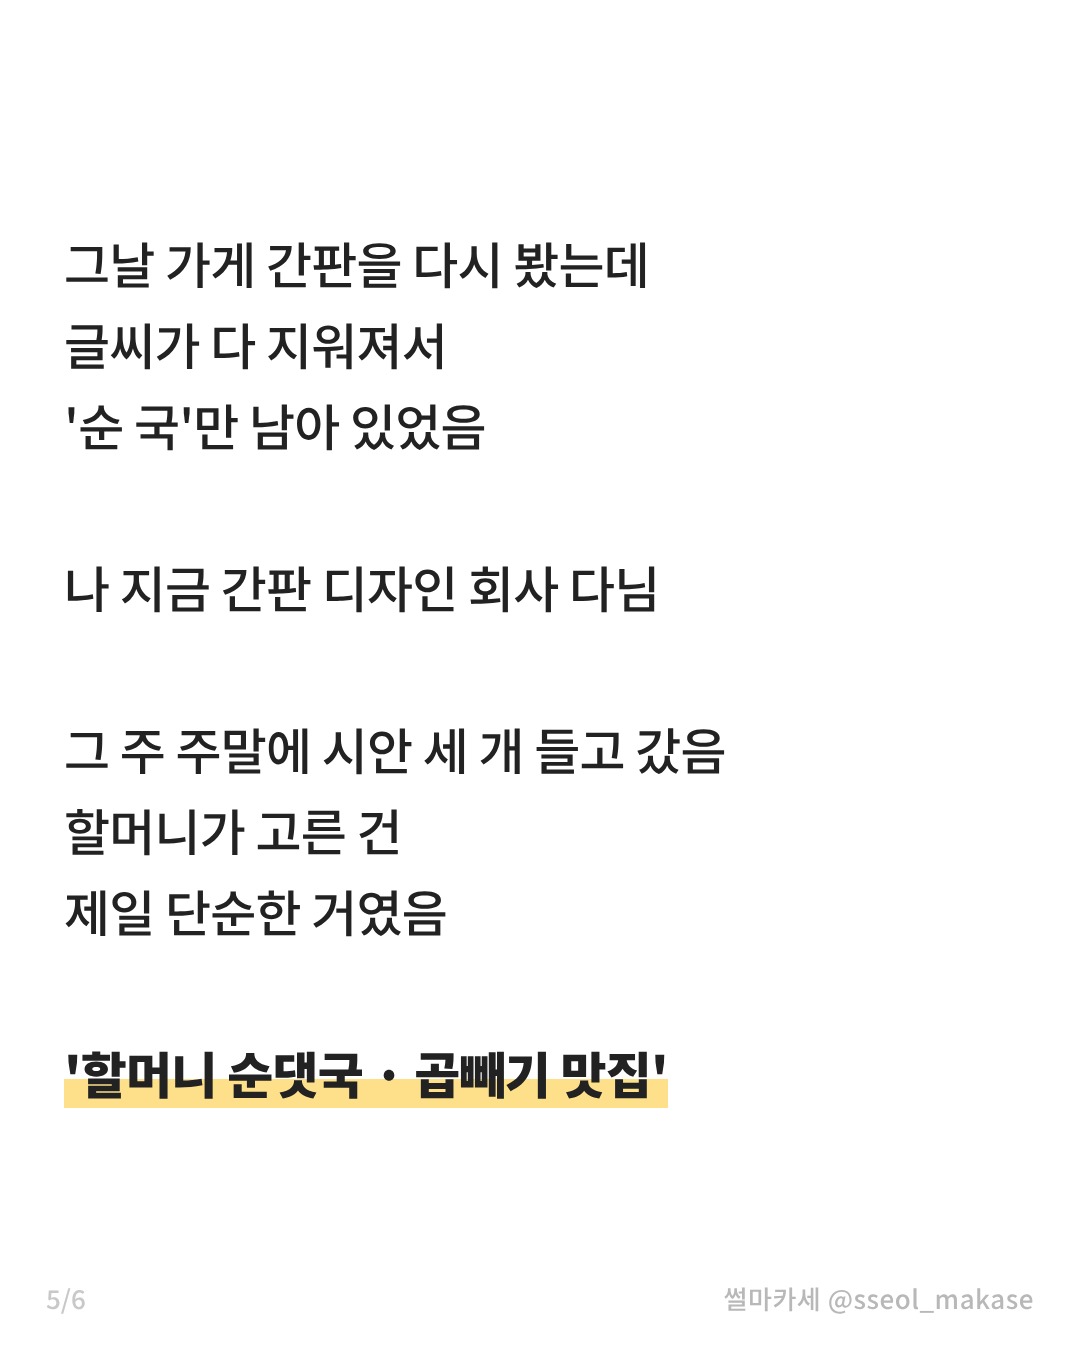 그날 가게 간판을 다시 봤는데
글씨가 다 지워져서
'순 국'만 남아 있었음
나 지금 간판 디자인 회사 다님
그 주 주말에 시안 세 개 들고 갔음
할머니가 고른 건
제일 단순한 거였음
'할머니 순댓국 · 곱빼기 맛집'
5/6
썰마카세 @sseol_makase